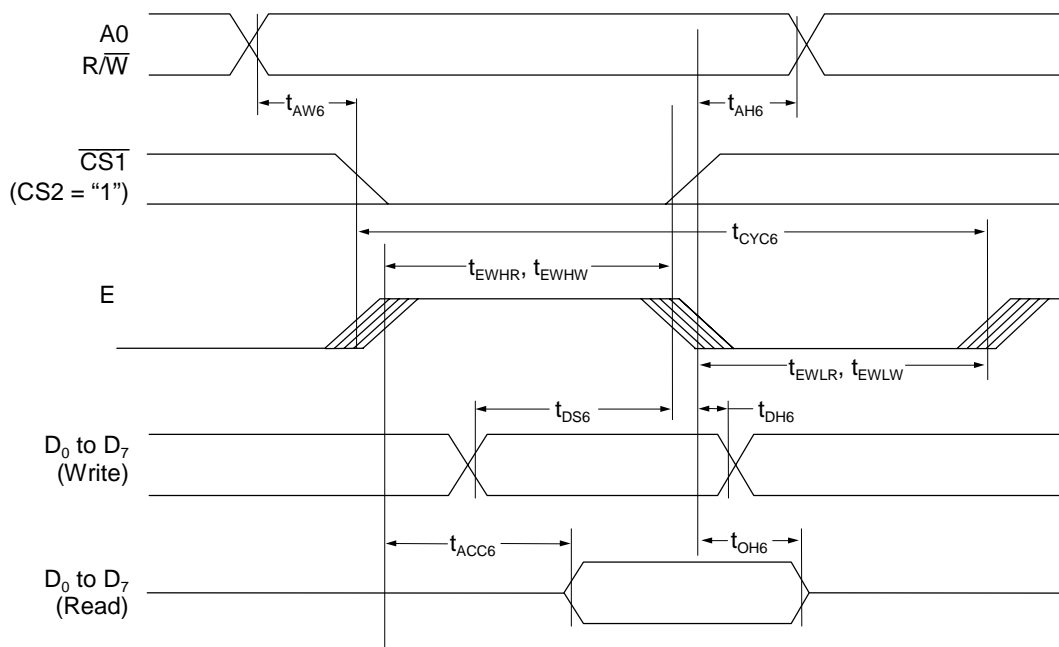 A0
R/W̅
tAW6
tAH6
C̅S̅1̅
(CS2 = “1”)
tCYC6
tEWHR, tEWHW
E
tEWLR, tEWLW
tDS6
tDH6
D0 to D7
(Write)
tACC6
tOH6
D0 to D7
(Read)